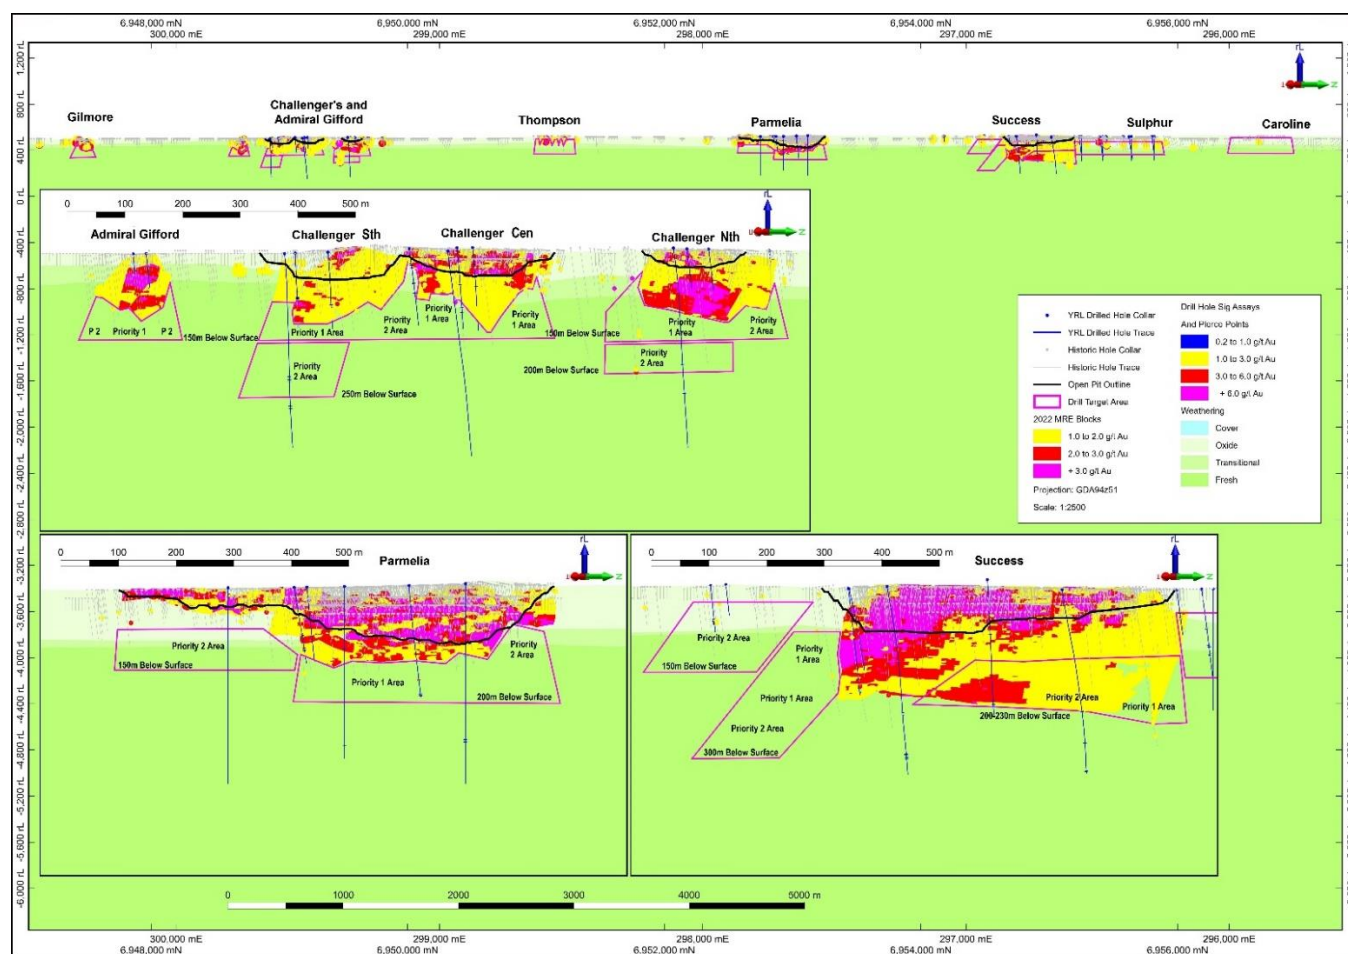 6,948,000 mN 6,950,000 mN 6,952,000 mN 6,954,000 mN 6,956,000 mN
300,000 mE 299,000 mE 298,000 mE 297,000 mE 296,000 mE
1,200 rL
800 rL
400 rL
0 rL
-400 rL
-800 rL
-1,200 rL
-1,600 rL
-2,000 rL
-2,400 rL
-2,800 rL
-3,200 rL
-3,600 rL
-4,000 rL
-4,400 rL
-4,800 rL
-5,200 rL
-5,600 rL
-6,000 rL
rL
N
Gilmore
Challenger's and
Admiral Gifford
Thompson
Parmelia
Success
Sulphur
Caroline
0 100 200 300 400 500 m
rL
N
Admiral Gifford
Challenger Sth
Challenger Cen
Challenger Nth
P 2
Priority 1
P 2
150m Below Surface
Priority 1 Area
Priority
2 Area
Priority
1 Area
Priority
1 Area
Priority
2 Area
250m Below Surface
150m Below Surface
Priority
1 Area
Priority
2 Area
Priority
2 Area
200m Below Surface
YRL Drilled Hole Collar
YRL Drilled Hole Trace
Historic Hole Collar
Historic Hole Trace
Open Pit Outline
Drill Target Area
2022 MRE Blocks
1.0 to 2.0 g/t Au
2.0 to 3.0 g/t Au
+ 3.0 g/t Au
Projection: GDA94z51
Scale: 1:2500
Drill Hole Sig Assays
And Pierce Points
0.2 to 1.0 g/t Au
1.0 to 3.0 g/t Au
3.0 to 6.0 g/t Au
+ 6.0 g/t Au
Weathering
Cover
Oxide
Transitional
Fresh
0 100 200 300 400 500 m
Parmelia
rL
N
Priority 2 Area
150m Below Surface
Priority 1 Area
Priority
2 Area
200m Below Surface
0 100 200 300 400 500 m
Success
rL
N
Priority 2 Area
150m Below Surface
Priority
1 Area
Priority 1 Area
Priority 2 Area
300m Below Surface
Priority 2 Area
Priority 1 Area
200-230m Below Surface
0 1000 2000 3000 4000 5000 m
300,000 mE 299,000 mE 298,000 mE 297,000 mE 296,000 mE
6,948,000 mN 6,950,000 mN 6,952,000 mN 6,954,000 mN 6,956,000 mN